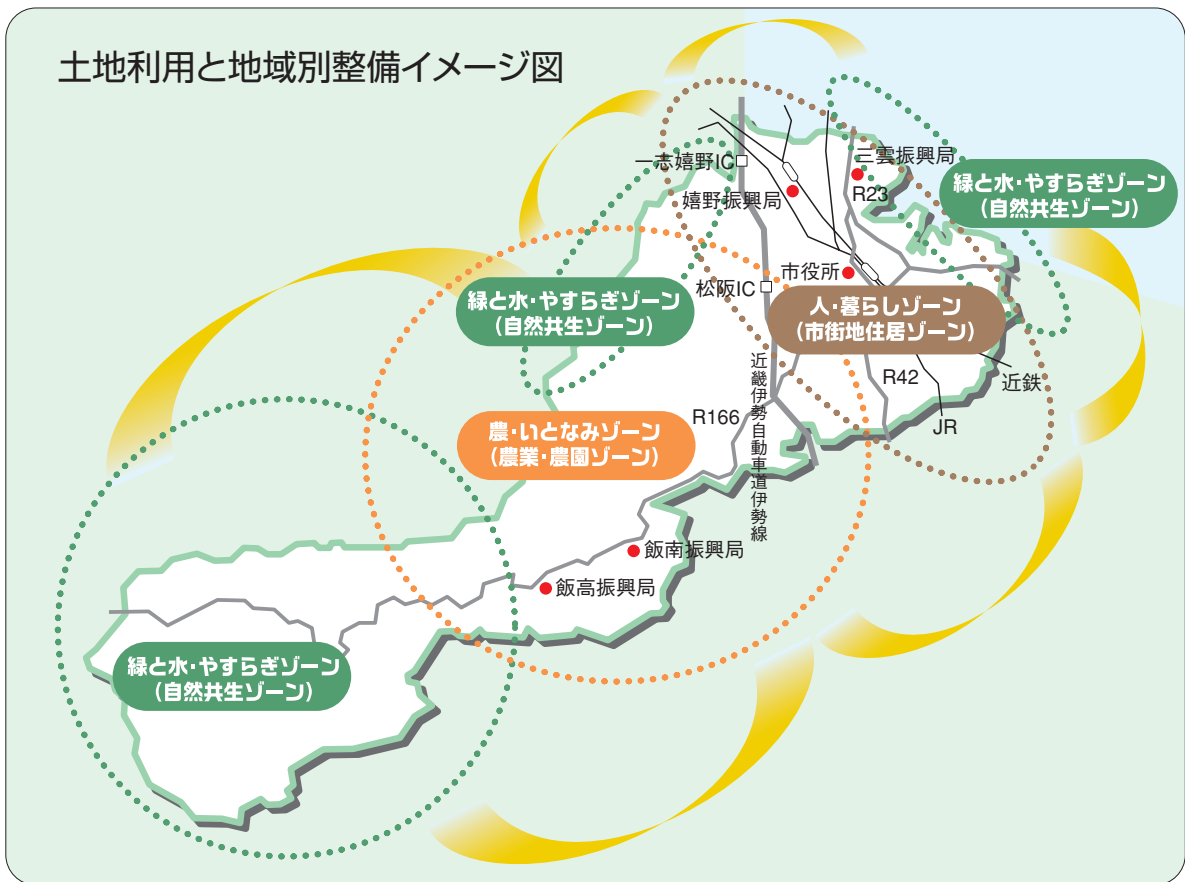 土地利用と地域別整備イメージ図
一志嬉野IC
三雲振興局
嬉野振興局
R23
緑と水・やすらぎゾーン
(自然共生ゾーン)
市役所
松阪IC
緑と水・やすらぎゾーン
(自然共生ゾーン)
人・暮らしゾーン
(市街地住居ゾーン)
近畿伊勢自動車道伊勢線
R42
近鉄
R166
JR
農・いとなみゾーン
(農業・農園ゾーン)
飯南振興局
飯高振興局
緑と水・やすらぎゾーン
(自然共生ゾーン)